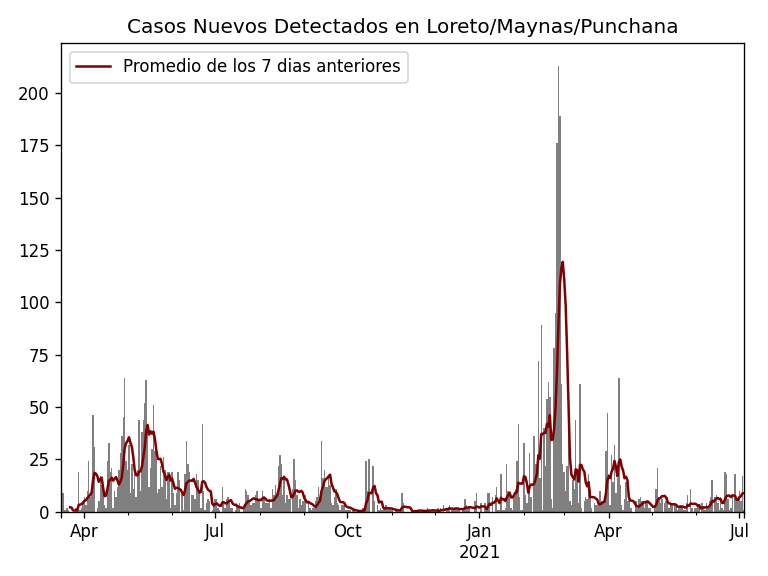 Casos Nuevos Detectados en Loreto/Maynas/Punchana
Promedio de los 7 dias anteriores
200
175
150
125
100
75
50
25
0
Apr
Jul
Oct
Jan
2021
Apr
Jul